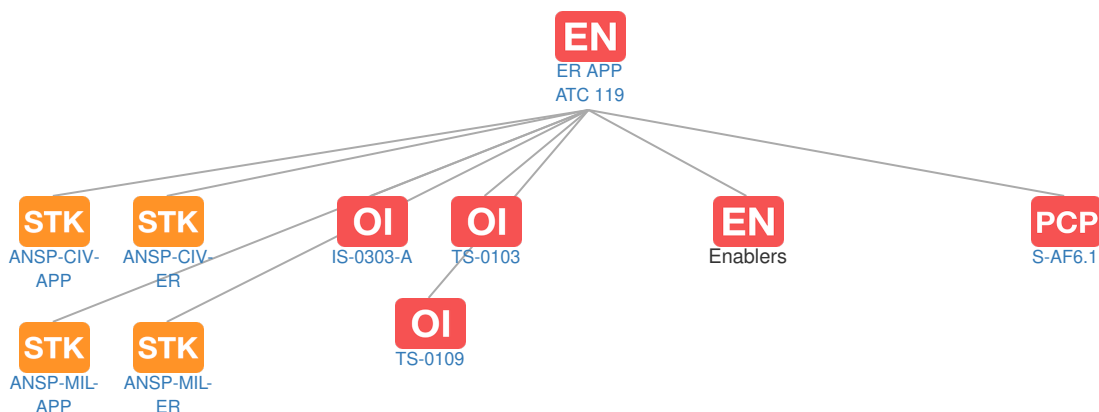 EN
ER APP
ATC 119
STK
ANSP-CIV-
APP
STK
ANSP-CIV-
ER
OI
IS-0303-A
OI
TS-0103
EN
Enablers
PCP
S-AF6.1
OI
TS-0109
STK
ANSP-MIL-
APP
STK
ANSP-MIL-
ER